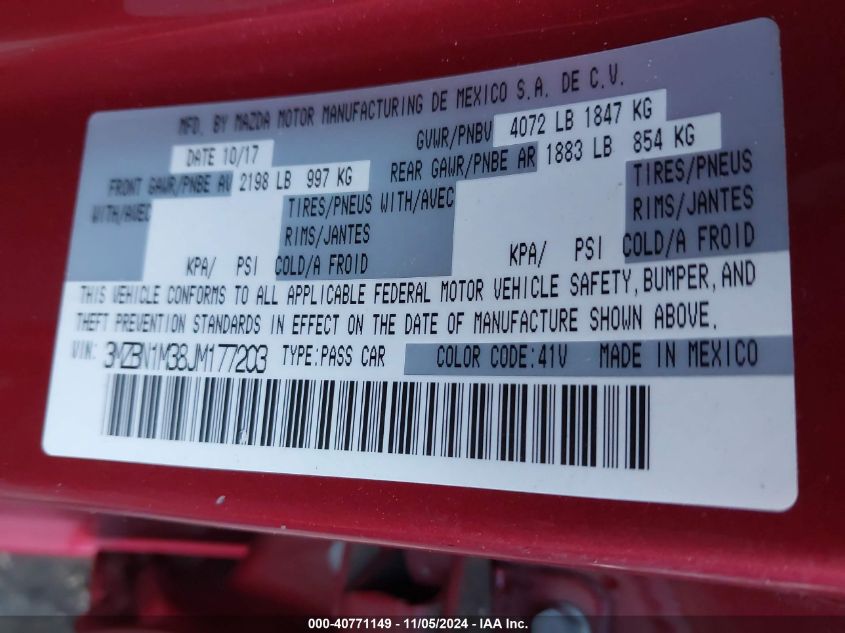 MFD. BY MAZDA MOTOR MANUFACTURING DE MEXICO S.A. DE C.V.
DATE 10/17 GVWR/PNBV 4072 LB 1847 KG
FRONT GAWR/PNBE AV 2198 LB 997 KG REAR GAWR/PNBE AR 1883 LB 854 KG
WITH/AVEC TIRES/PNEUS WITH/AVEC TIRES/PNEUS
RIMS/JANTES RIMS/JANTES
KPA/ PSI COLD/A FROID KPA/ PSI COLD/A FROID
THIS VEHICLE CONFORMS TO ALL APPLICABLE FEDERAL MOTOR VEHICLE SAFETY, BUMPER, AND
THEFT PREVENTION STANDARDS IN EFFECT ON THE DATE OF MANUFACTURE SHOWN ABOVE.
VIN: 3MZBN1M38JM177203 TYPE: PASS CAR COLOR CODE: 41V MADE IN MEXICO
000-40771149 - 11/05/2024 - IAAI.COM